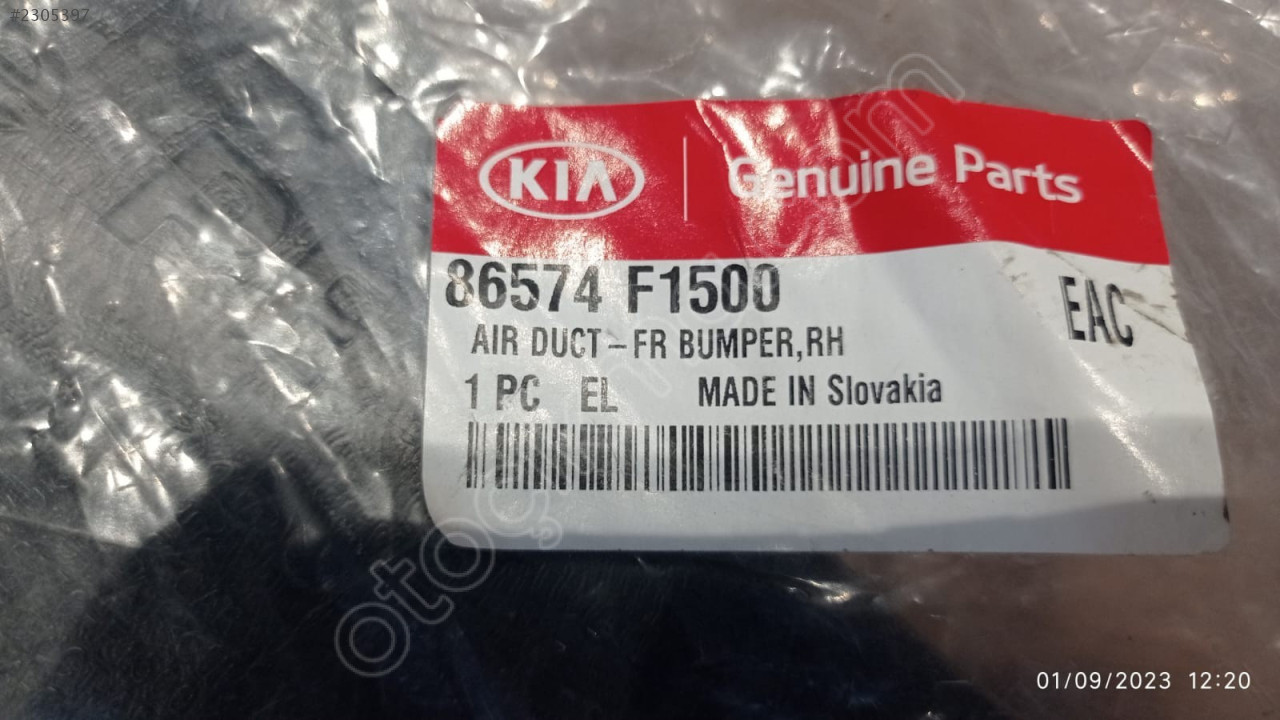 #2305397
KIA Genuine Parts
86574 F1500
EAC
AIR DUCT-FR BUMPER,RH
1 PC EL MADE IN Slovakia
01/09/2023 12:20